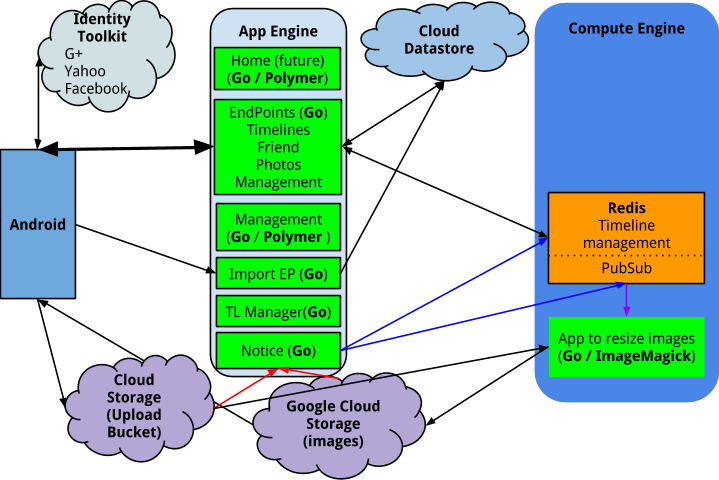 Identity
Toolkit
G+
Yahoo
Facebook
App Engine
Home (future)
(Go / Polymer)
EndPoints (Go)
Timelines
Friend
Photos
Management
Management
(Go / Polymer )
Import EP (Go)
TL Manager(Go)
Notice (Go)
Cloud
Datastore
Compute Engine
Redis
Timeline
management
PubSub
App to resize images
(Go / ImageMagick)
Android
Cloud
Storage
(Upload
Bucket)
Google Cloud
Storage
(images)